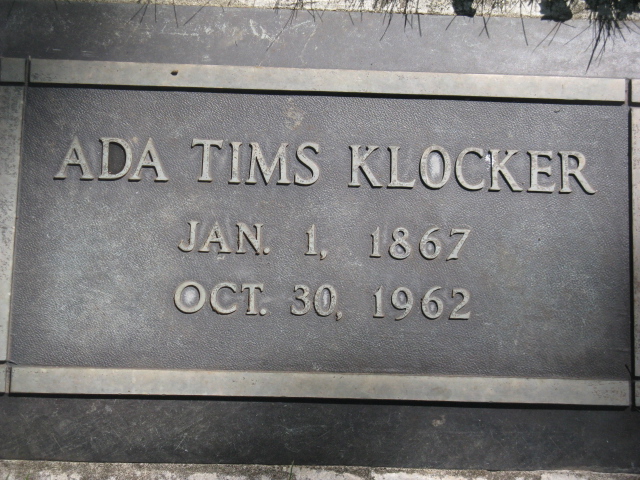 ADA TIMS KLOCKER
JAN. 1, 1867
OCT. 30, 1962